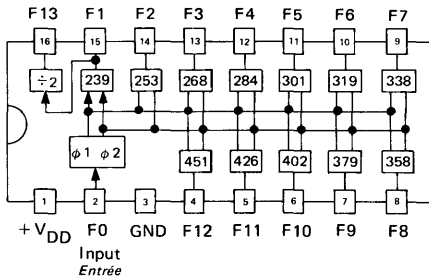 F13 F1 F2 F3 F4 F5 F6 F7
16 15 14 13 12 11 10 9
÷2 239 253 268 284 301 319 338
φ1 φ2
451 426 402 379 358
1 2 3 4 5 6 7 8
+VDD F0 GND F12 F11 F10 F9 F8
Input
Entrée